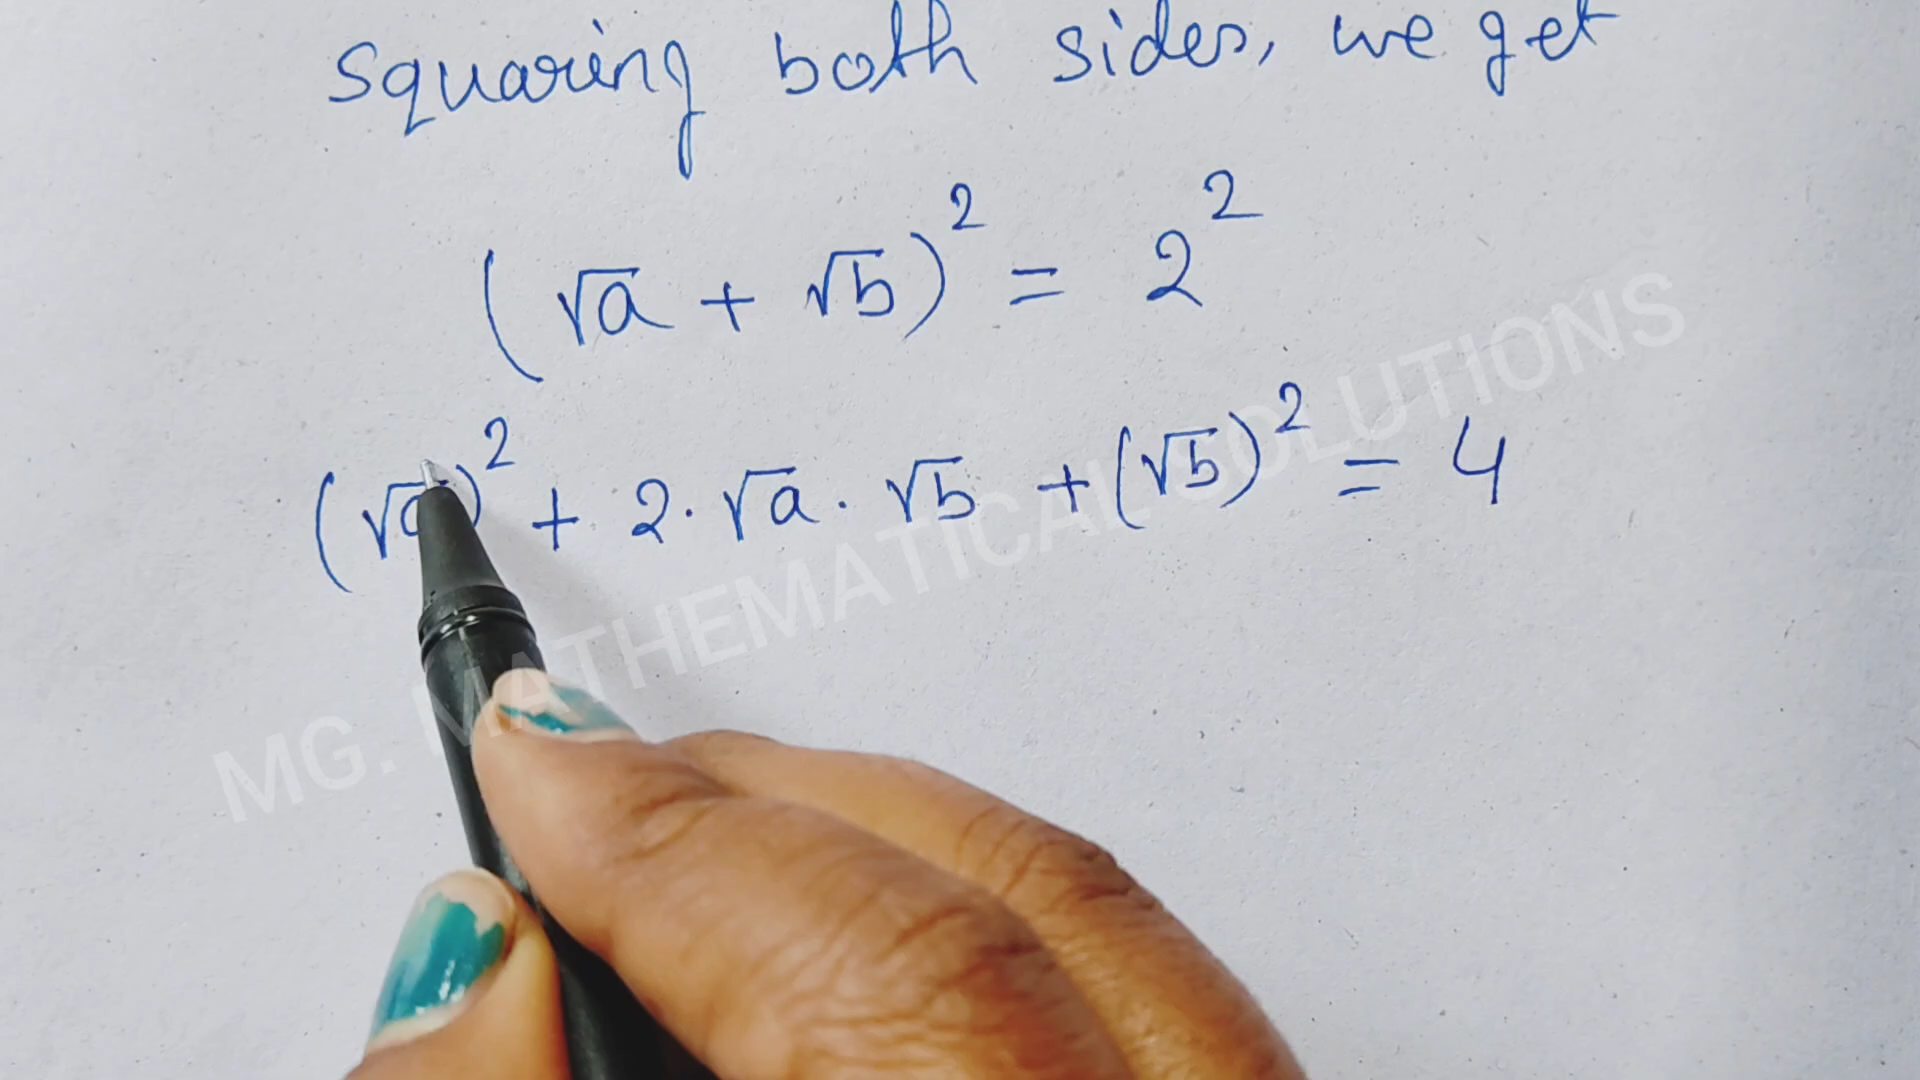 Squaring both sides, we get
(√a + √b)² = 2²
(√a)² + 2·√a·√b + (√b)² = 4
MG. MATHEMATICAL SOLUTIONS